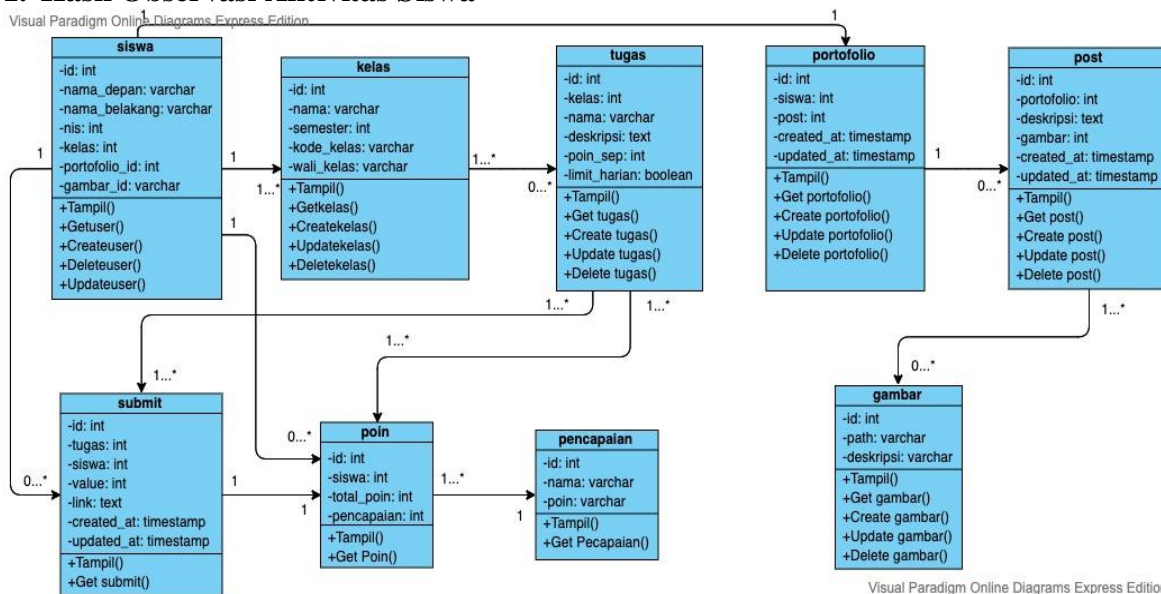 Visual Paradigm Online Diagrams Express Edition
1
1
siswa
-id: int
-nama_depan: varchar
-nama_belakang: varchar
-nis: int
-kelas: int
-portofolio_id: int
-gambar_id: varchar
+Tampil()
+Getuser()
+Createuser()
+Deleteuser()
+Updateuser()
1
1
1...*
1
kelas
-id: int
-nama: varchar
-semester: int
-kode_kelas: varchar
-wali_kelas: varchar
+Tampil()
+Getkelas()
+Createkelas()
+Updatekelas()
+Deletekelas()
1...*
0...*
tugas
-id: int
-kelas: int
-nama: varchar
-deskripsi: text
-poin_sep: int
-limit_harian: boolean
+Tampil()
+Get tugas()
+Create tugas()
+Update tugas()
+Delete tugas()
1...*
1...*
1...*
1...*
portofolio
-id: int
-siswa: int
-post: int
-created_at: timestamp
-updated_at: timestamp
+Tampil()
+Get portofolio()
+Create portofolio()
+Update portofolio()
+Delete portofolio()
1
0...*
post
-id: int
-portofolio: int
-deskripsi: text
-gambar: int
-created_at: timestamp
-updated_at: timestamp
+Tampil()
+Get post()
+Create post()
+Update post()
+Delete post()
1...*
0...*
submit
-id: int
-tugas: int
-siswa: int
-value: int
-link: text
-created_at: timestamp
-updated_at: timestamp
+Tampil()
+Get submit()
0...*
1
1
0...*
poin
-id: int
-siswa: int
-total_poin: int
-pencapaian: int
+Tampil()
+Get Poin()
1...*
1
pencapaian
-id: int
-nama: varchar
-poin: varchar
+Tampil()
+Get Pecapaian()
gambar
-id: int
-path: varchar
-deskripsi: varchar
+Tampil()
+Get gambar()
+Create gambar()
+Update gambar()
+Delete gambar()
Visual Paradigm Online Diagrams Express Edition